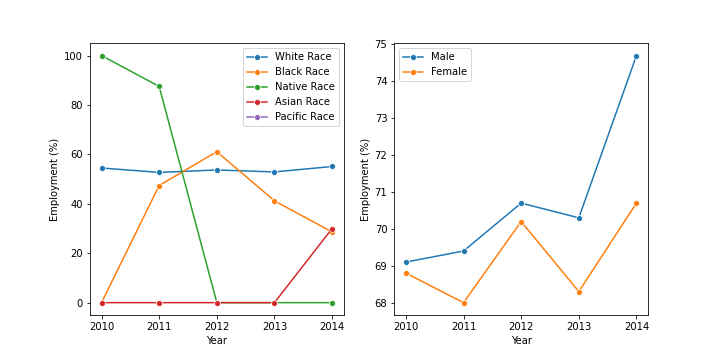 100
80
60
40
20
0
Employment (%)
2010 2011 2012 2013 2014
Year
White Race
Black Race
Native Race
Asian Race
Pacific Race
75
74
73
72
71
70
69
68
Employment (%)
2010 2011 2012 2013 2014
Year
Male
Female